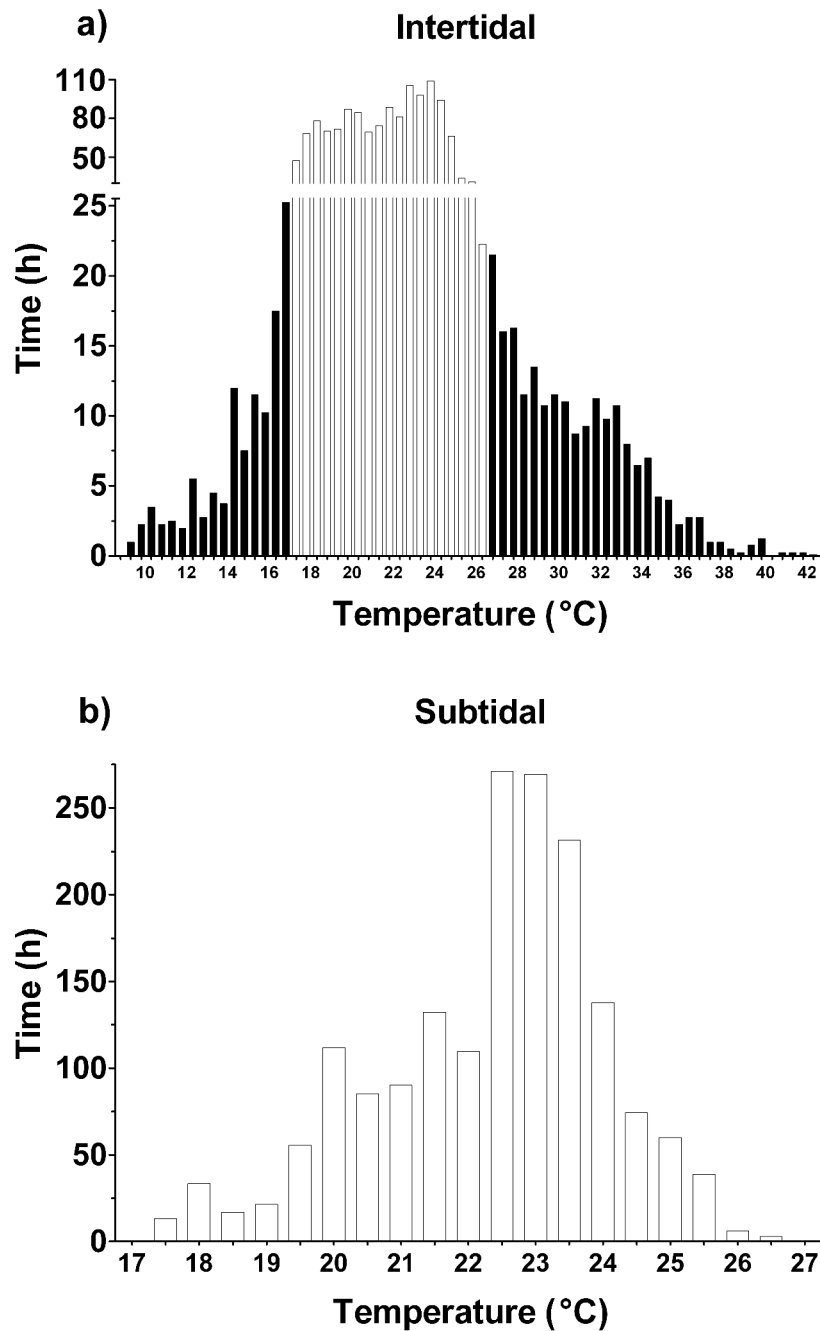 a)
Intertidal
110
80
50
25
20
15
10
5
0
Time (h)
10 12 14 16 18 20 22 24 26 28 30 32 34 36 38 40 42
Temperature (°C)
b)
Subtidal
250
200
150
100
50
0
Time (h)
17 18 19 20 21 22 23 24 25 26 27
Temperature (°C)